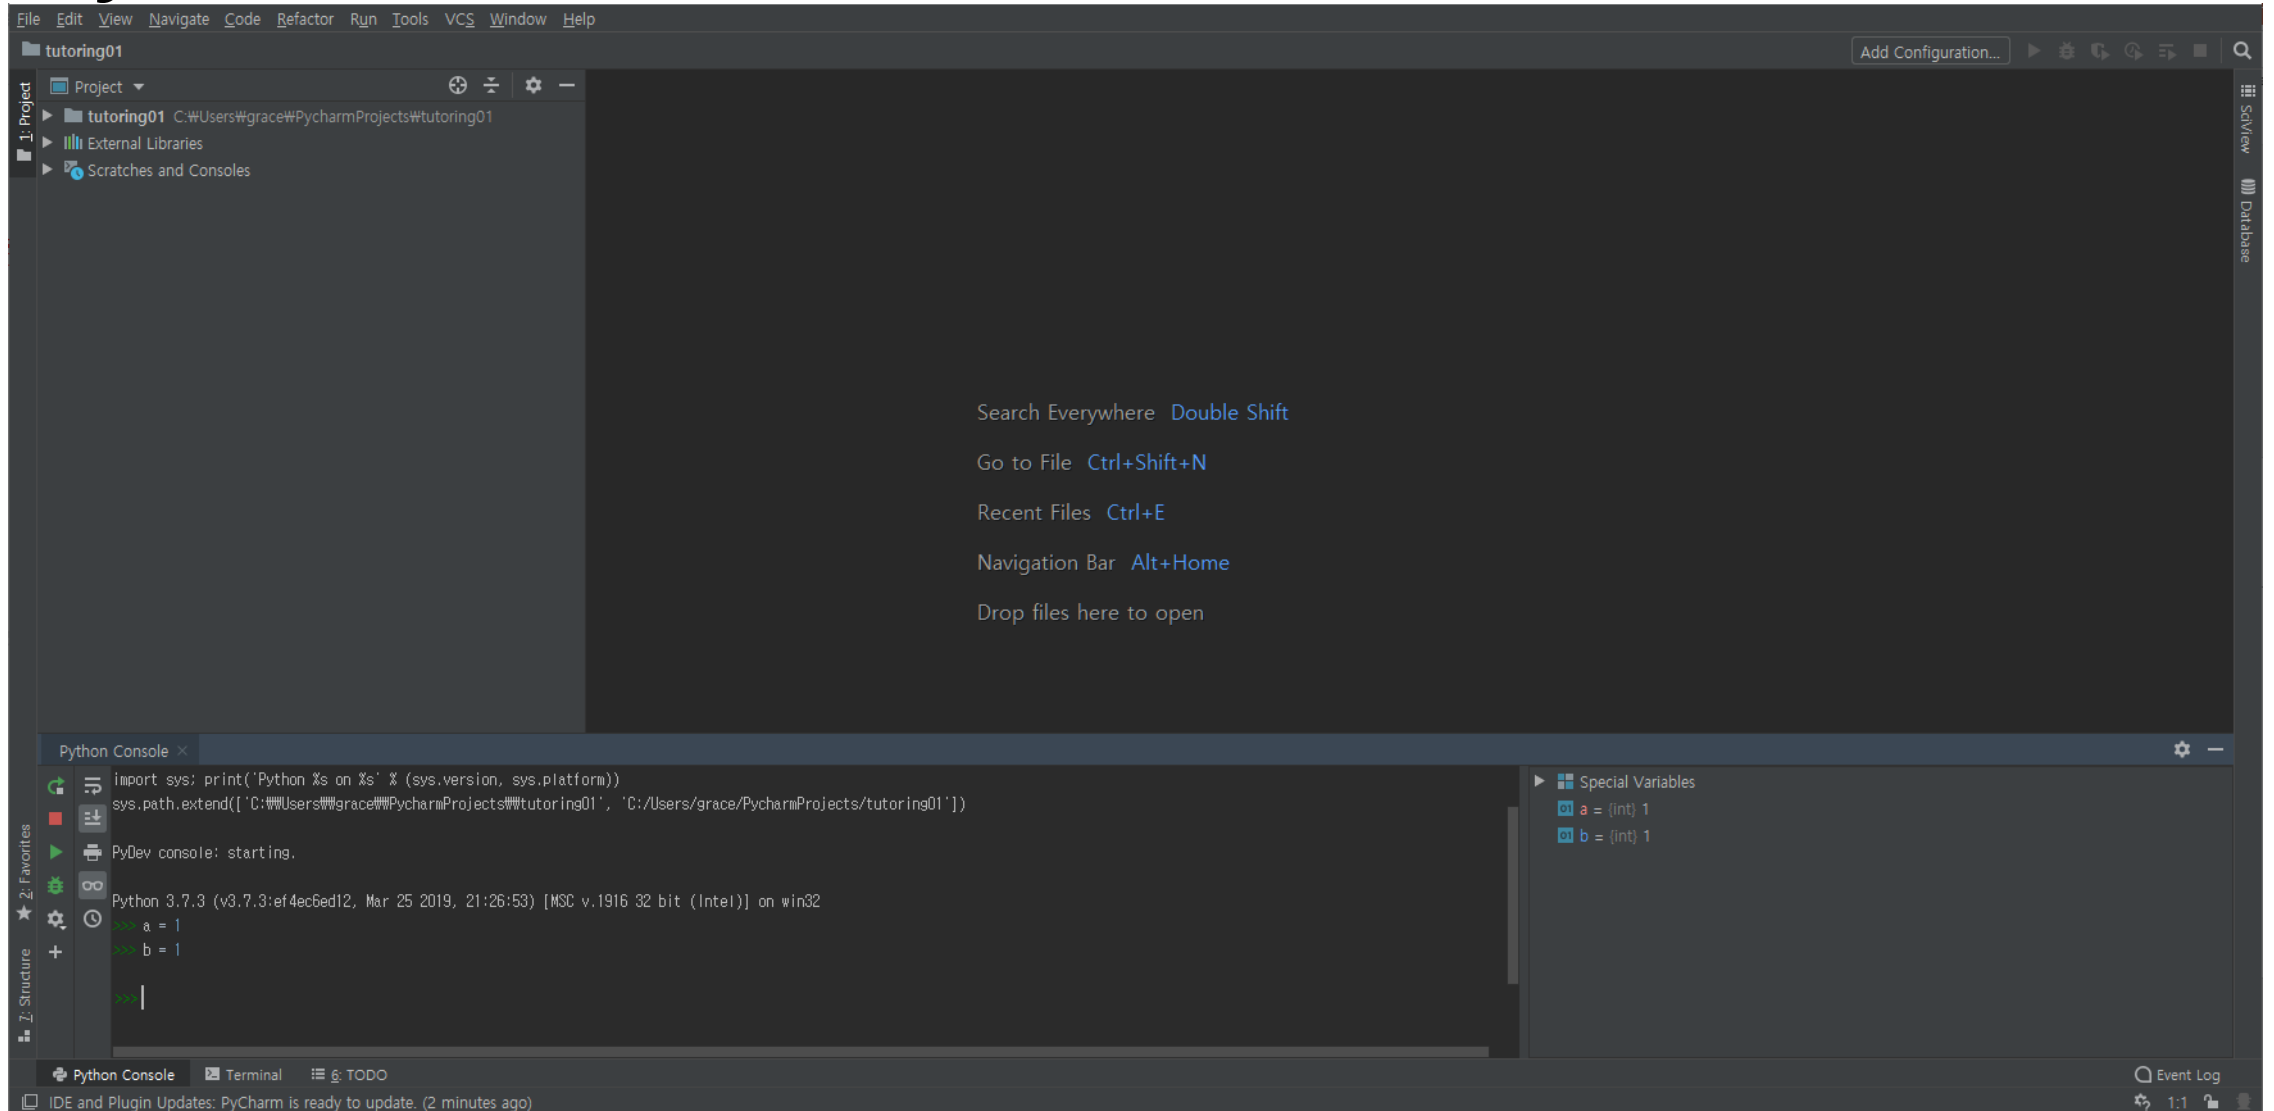 File Edit View Navigate Code Refactor Run Tools VCS Window Help
tutoring01
Add Configuration...
1: Project
Project
tutoring01 C:₩Users₩grace₩PycharmProjects₩tutoring01
External Libraries
Scratches and Consoles
SciView
Database
Search Everywhere Double Shift
Go to File Ctrl+Shift+N
Recent Files Ctrl+E
Navigation Bar Alt+Home
Drop files here to open
Python Console
import sys; print('Python %s on %s' % (sys.version, sys.platform))
sys.path.extend(['C:₩₩Users₩₩grace₩₩PycharmProjects₩₩tutoring01', 'C:/Users/grace/PycharmProjects/tutoring01'])
PyDev console: starting.
Python 3.7.3 (v3.7.3:ef4ec6ed12, Mar 25 2019, 21:26:53) [MSC v.1916 32 bit (Intel)] on win32
>>> a = 1
>>> b = 1
>>>
Special Variables
a = {int} 1
b = {int} 1
2: Favorites
7: Structure
Python Console Terminal 6: TODO
Event Log
IDE and Plugin Updates: PyCharm is ready to update. (2 minutes ago)
1:1